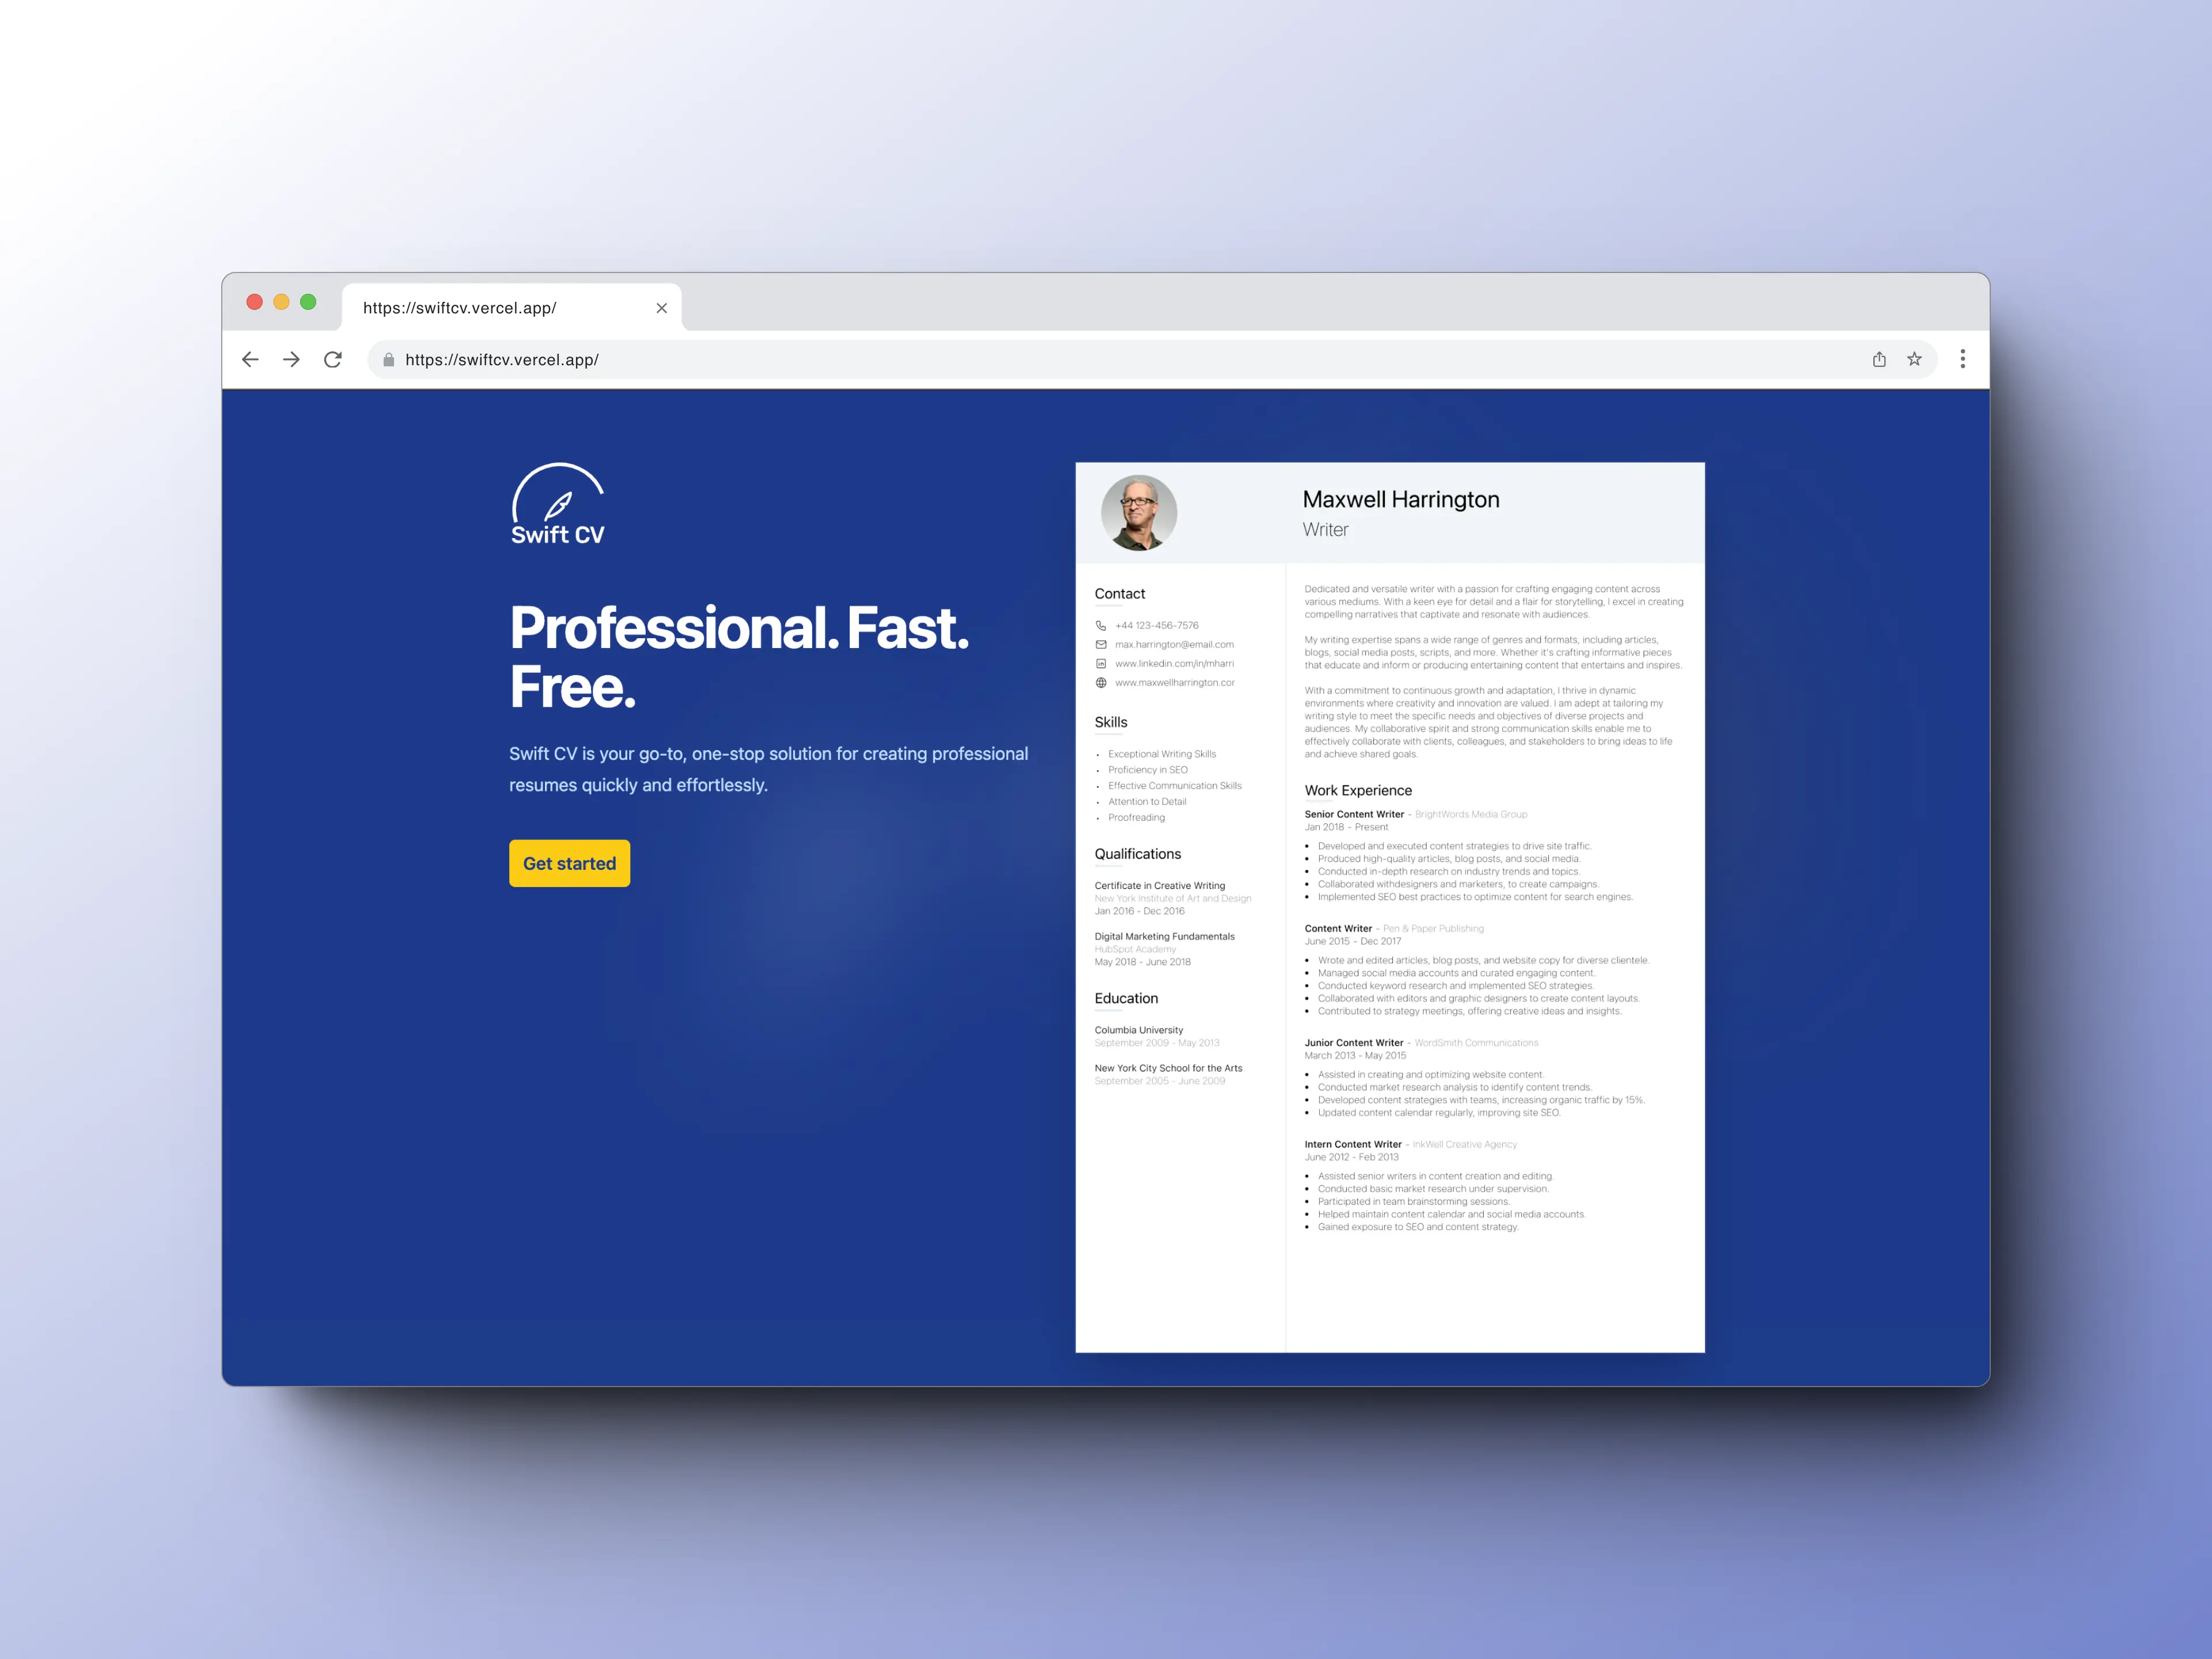 https://swiftcv.vercel.app/
https://swiftcv.vercel.app/
Swift CV
Professional. Fast.
Free.
Swift CV is your go-to, one-stop solution for creating professional
resumes quickly and effortlessly.
Get started
Maxwell Harrington
Writer
Contact
+44 123-456-7576
max.harrington@email.com
www.linkedin.com/in/mharri
www.maxwellharrington.cor
Skills
Exceptional Writing Skills
Proficiency in SEO
Effective Communication Skills
Attention to Detail
Proofreading
Qualifications
Certificate in Creative Writing
New York Institute of Art and Design
Jan 2016 - Dec 2016
Digital Marketing Fundamentals
HubSpot Academy
May 2018 - June 2018
Education
Columbia University
September 2009 - May 2013
New York City School for the Arts
September 2005 - June 2009
Dedicated and versatile writer with a passion for crafting engaging content across
various mediums. With a keen eye for detail and a flair for storytelling, I excel in creating
compelling narratives that captivate and resonate with audiences.
My writing expertise spans a wide range of genres and formats, including articles,
blogs, social media posts, scripts, and more. Whether it's crafting informative pieces
that educate and inform or producing entertaining content that entertains and inspires.
With a commitment to continuous growth and adaptation, I thrive in dynamic
environments where creativity and innovation are valued. I am adept at tailoring my
writing style to meet the specific needs and objectives of diverse projects and
audiences. My collaborative spirit and strong communication skills enable me to
effectively collaborate with clients, colleagues, and stakeholders to bring ideas to life
and achieve shared goals.
Work Experience
Senior Content Writer - BrightWords Media Group
Jan 2018 - Present
Developed and executed content strategies to drive site traffic.
Produced high-quality articles, blog posts, and social media.
Conducted in-depth research on industry trends and topics.
Collaborated withdesigners and marketers, to create campaigns.
Implemented SEO best practices to optimize content for search engines.
Content Writer - Pen & Paper Publishing
June 2015 - Dec 2017
Wrote and edited articles, blog posts, and website copy for diverse clientele.
Managed social media accounts and curated engaging content.
Conducted keyword research and implemented SEO strategies.
Collaborated with editors and graphic designers to create content layouts.
Contributed to strategy meetings, offering creative ideas and insights.
Junior Content Writer - WordSmith Communications
March 2013 - May 2015
Assisted in creating and optimizing website content.
Conducted market research analysis to identify content trends.
Developed content strategies with teams, increasing organic traffic by 15%.
Updated content calendar regularly, improving site SEO.
Intern Content Writer - InkWell Creative Agency
June 2012 - Feb 2013
Assisted senior writers in content creation and editing.
Conducted basic market research under supervision.
Participated in team brainstorming sessions.
Helped maintain content calendar and social media accounts.
Gained exposure to SEO and content strategy.